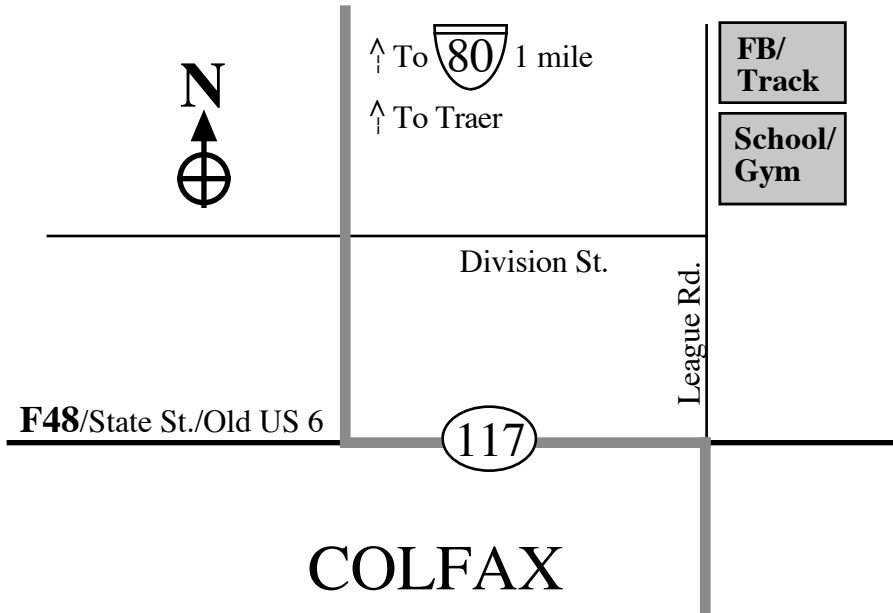 N
To 80 1 mile
To Traer
FB/
Track
School/
Gym
Division St.
League Rd.
F48/State St./Old US 6
117
COLFAX